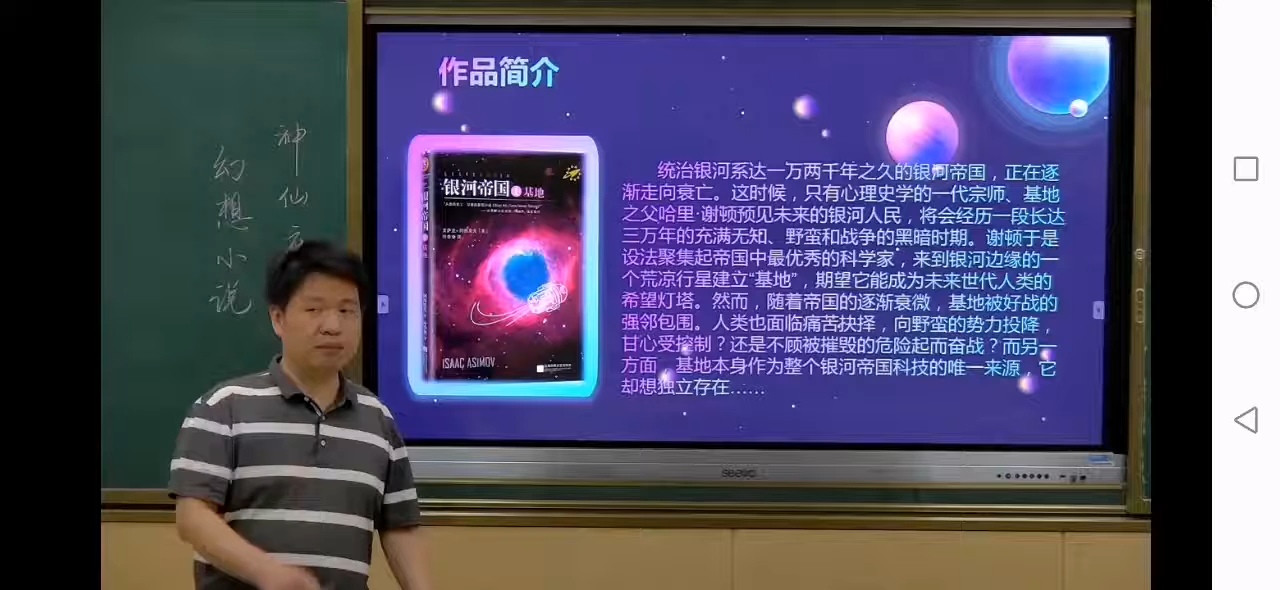 神仙
幻想小说
作品简介
银河帝国
基地
银河帝国
ISAAC ASIMOV
统治银河系达一万两千年之久的银河帝国，正在逐
渐走向衰亡。这时候，只有心理史学的一代宗师、基地
之父哈里·谢顿预见未来的银河人民，将会经历一段长达
三万年的充满无知、野蛮和战争的黑暗时期。谢顿于是
设法聚集起帝国中最优秀的科学家，来到银河边缘的一
个荒凉行星建立“基地”，期望它能成为未来世代人类的
希望灯塔。然而，随着帝国的逐渐衰微，基地被好战的
强邻包围。人类也面临痛苦抉择，向野蛮的势力投降，
甘心受控制？还是不顾被摧毁的危险起而奋战？而另一
方面，基地本身作为整个银河帝国科技的唯一来源，它
却想独立存在……
seewo